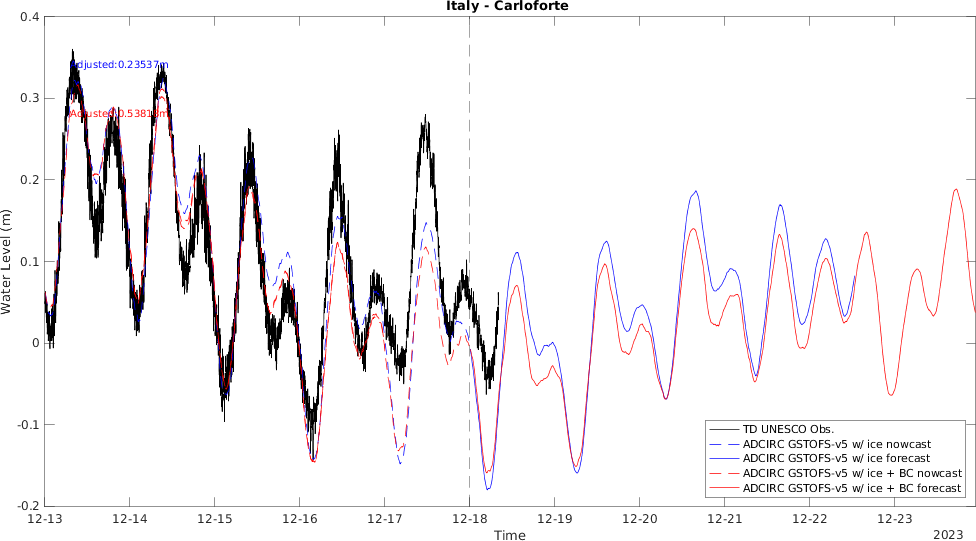 Italy - Carloforte
0.4
0.3
0.2
0.1
0
-0.1
-0.2
Water Level (m)
Adjusted:0.23537m
TD UNESCO Obs.
ADCIRC GSTOFS-v5 w/ ice nowcast
ADCIRC GSTOFS-v5 w/ ice forecast
ADCIRC GSTOFS-v5 w/ ice + BC nowcast
ADCIRC GSTOFS-v5 w/ ice + BC forecast
12-13 12-14 12-15 12-16 12-17 12-18 12-19 12-20 12-21 12-22 12-23
Time
2023